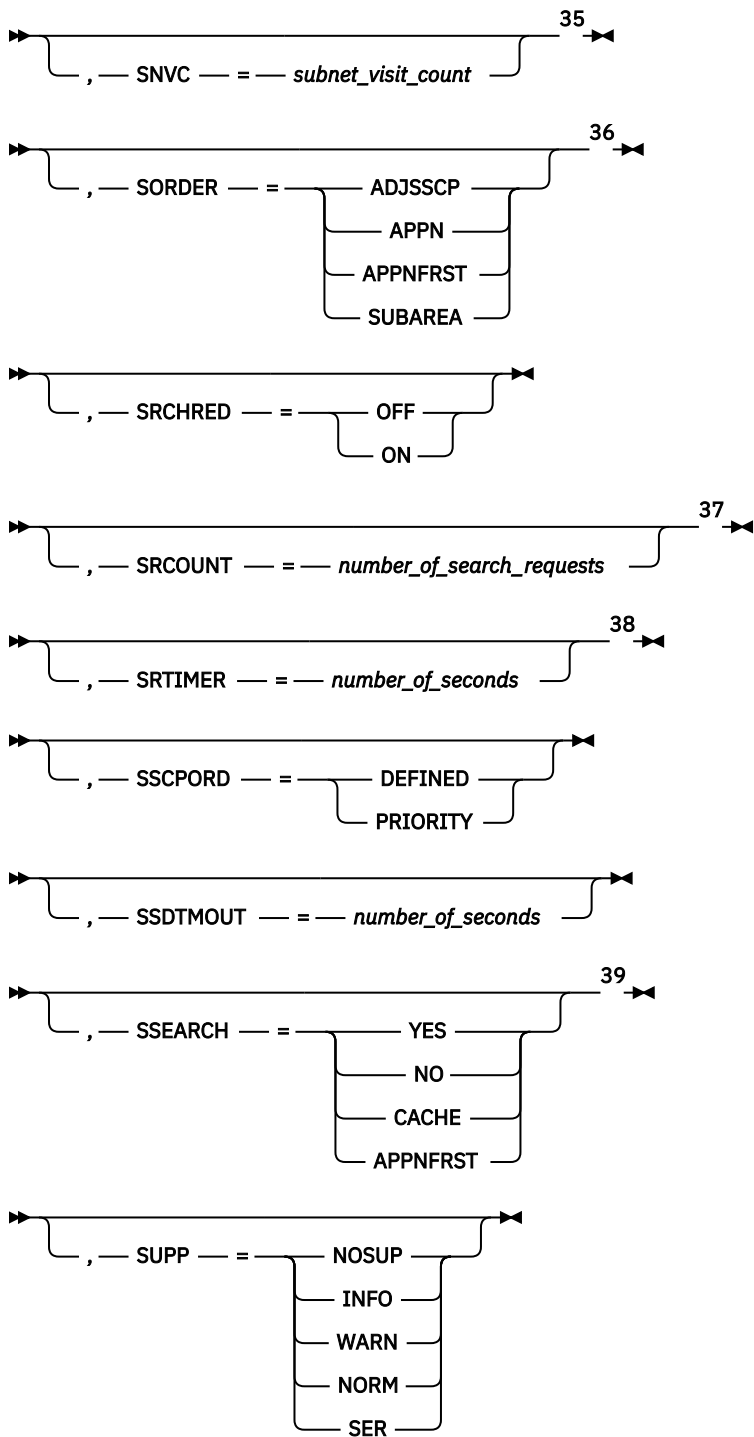 35
, SNVC = subnet_visit_count
36
, SORDER = ADJSSCP
APPN
APPNFRST
SUBAREA
, SRCHRED = OFF
ON
37
, SRCOUNT = number_of_search_requests
38
, SRTIMER = number_of_seconds
, SSCPORD = DEFINED
PRIORITY
, SSDTMOUT = number_of_seconds
39
, SSEARCH = YES
NO
CACHE
APPNFRST
, SUPP = NOSUP
INFO
WARN
NORM
SER